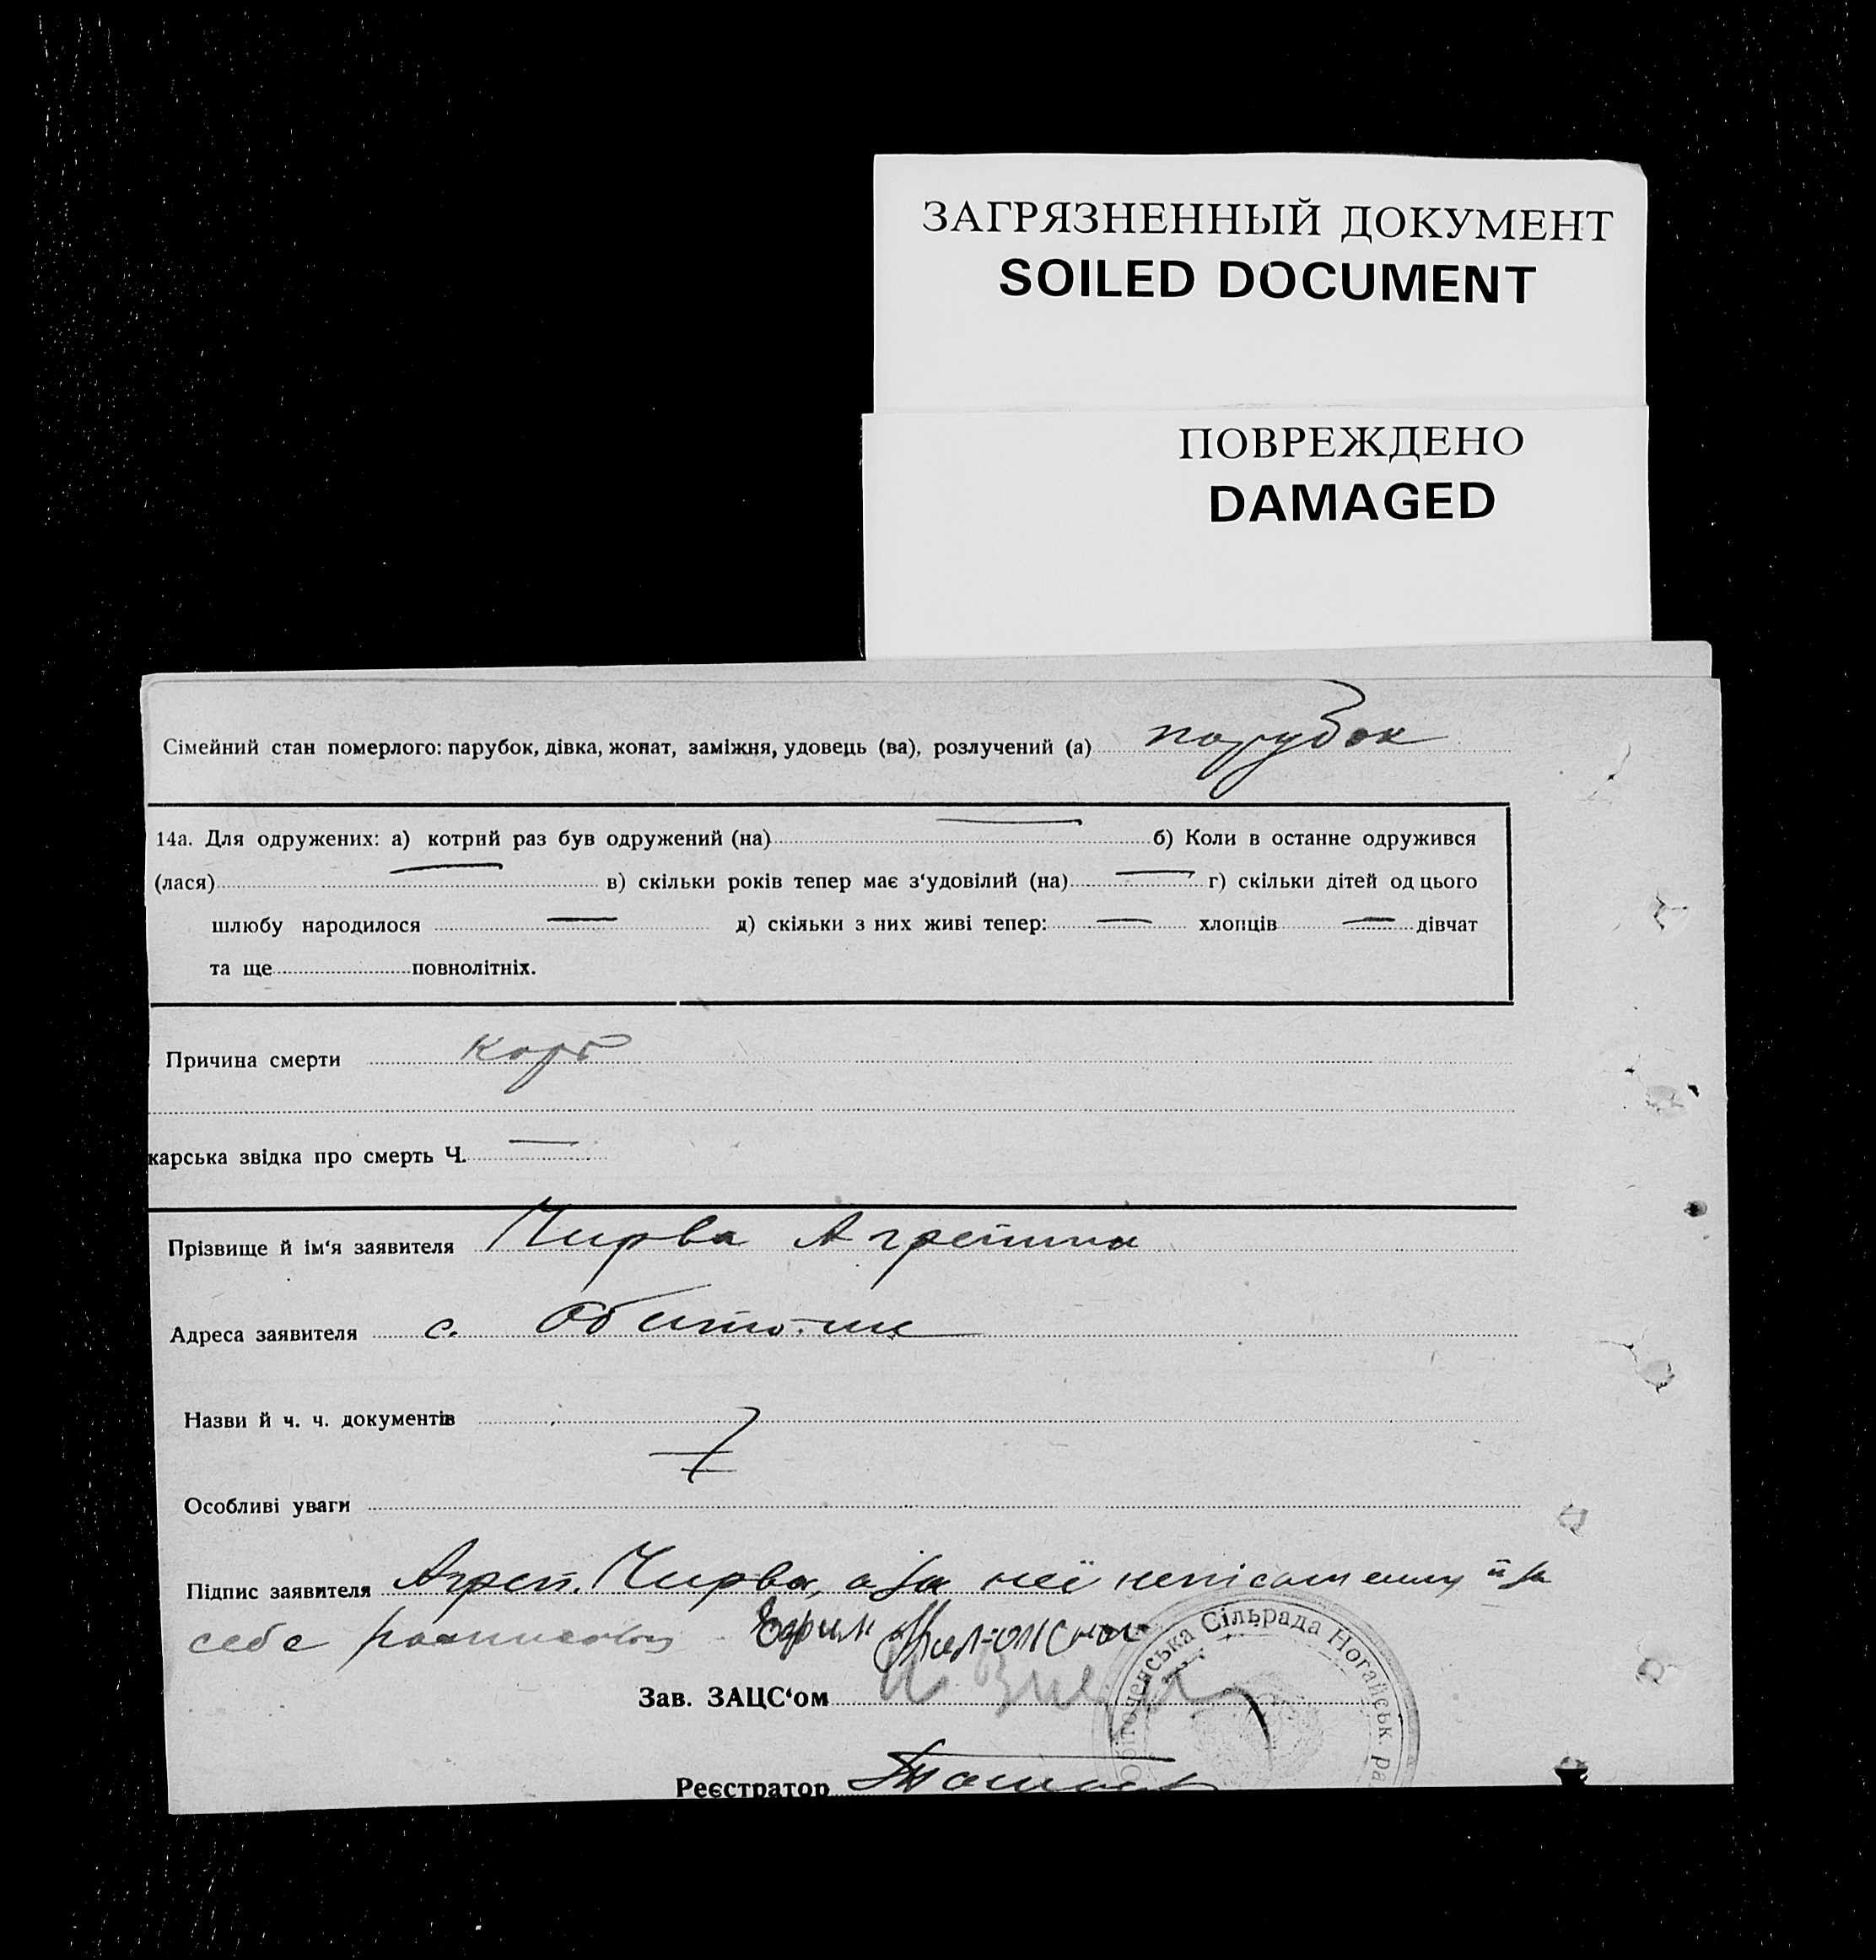 ЗАГРЯЗНЕННЫЙ ДОКУМЕНТ
SOILED DOCUMENT
ПОВРЕЖДЕНО
DAMAGED
Сімейний стан померлого: парубок, дівка, жонат, заміжня, удовець (ва), розлучений (а) парубок
14а. Для одружених: а) котрий раз був одружений (на) — б) Коли в останне одружився
(лася) — в) скільки років тепер має з‘удовілий (на) — г) скільки дітей од цього
шлюбу народилося — д) скільки з них живі тепер: — хлопців — дівчат
та ще повнолітніх.
Причина смерти
карська звідка про смерть Ч. —
Прізвище й ім‘я заявителя Чирва Агрепина
Адреса заявителя с. Обиточне
Назви й ч. ч. документів
Особливі уваги
Підпис заявителя Агреп. Чирва, а за неї неписьменну й за
себе росписався
Зав. ЗАЦС‘ом
Обіточенська Сільрада Ногайськ. ра
Реєстратор